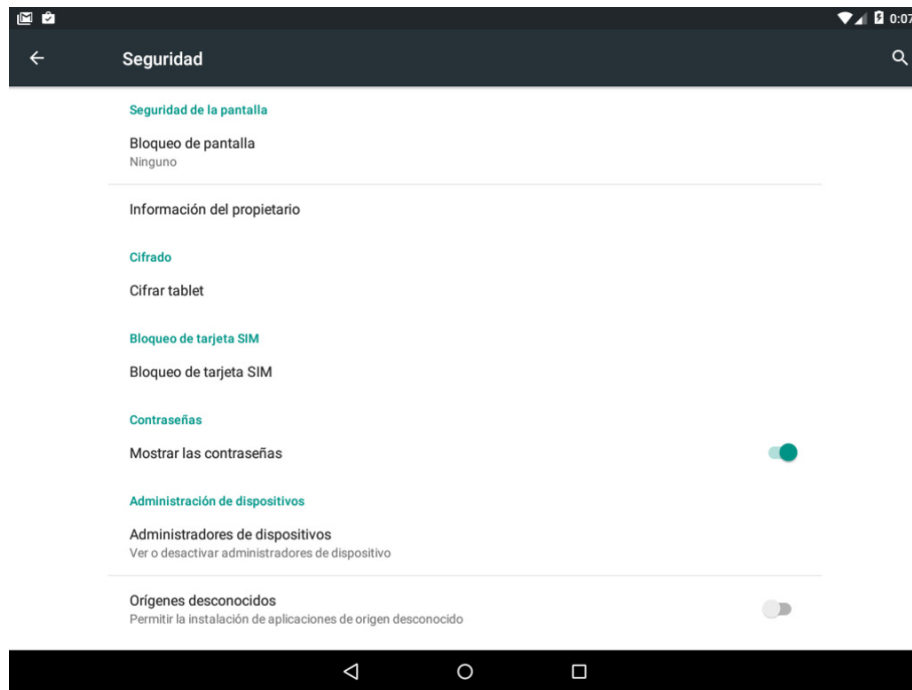 0:07
Seguridad
Seguridad de la pantalla
Bloqueo de pantalla
Ninguno
Información del propietario
Cifrado
Cifrar tablet
Bloqueo de tarjeta SIM
Bloqueo de tarjeta SIM
Contraseñas
Mostrar las contraseñas
Administración de dispositivos
Administradores de dispositivos
Ver o desactivar administradores de dispositivo
Orígenes desconocidos
Permitir la instalación de aplicaciones de origen desconocido